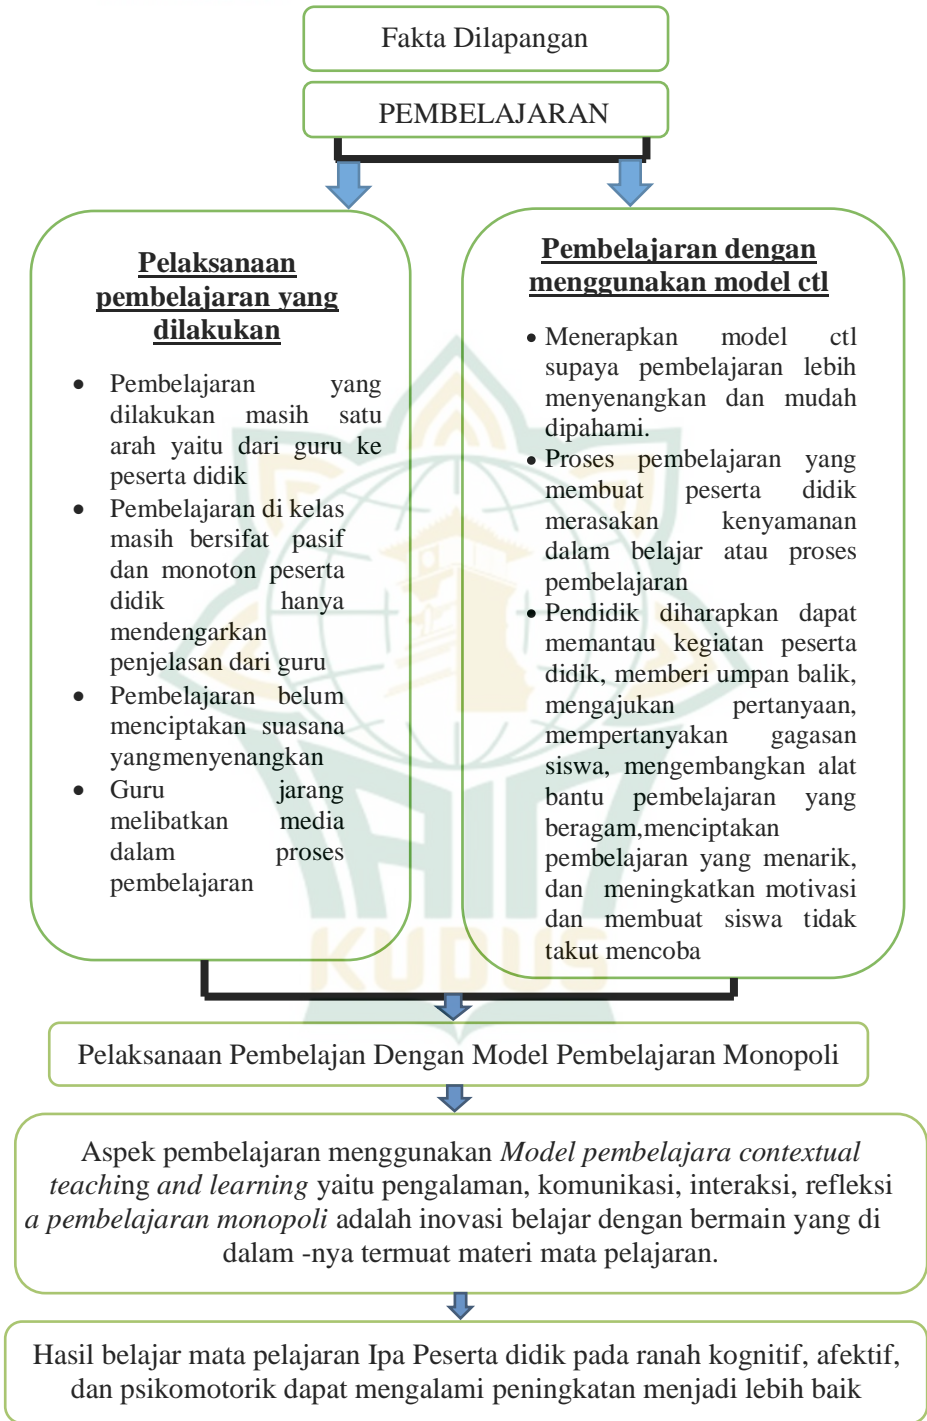 Fakta Dilapangan
PEMBELAJARAN
Pelaksanaan
pembelajaran yang
dilakukan
• Pembelajaran yang
dilakukan masih satu
arah yaitu dari guru ke
peserta didik
• Pembelajaran di kelas
masih bersifat pasif
dan monoton peserta
didik hanya
mendengarkan
penjelasan dari guru
• Pembelajaran belum
menciptakan suasana
yangmenyenangkan
• Guru jarang
melibatkan media
dalam proses
pembelajaran
Pembelajaran dengan
menggunakan model ctl
• Menerapkan model ctl
supaya pembelajaran lebih
menyenangkan dan mudah
dipahami.
• Proses pembelajaran yang
membuat peserta didik
merasakan kenyamanan
dalam belajar atau proses
pembelajaran
• Pendidik diharapkan dapat
memantau kegiatan peserta
didik, memberi umpan balik,
mengajukan pertanyaan,
mempertanyakan gagasan
siswa, mengembangkan alat
bantu pembelajaran yang
beragam,menciptakan
pembelajaran yang menarik,
dan meningkatkan motivasi
dan membuat siswa tidak
takut mencoba
KUDUS
Pelaksanaan Pembelajan Dengan Model Pembelajaran Monopoli
Aspek pembelajaran menggunakan Model pembelajara contextual
teaching and learning yaitu pengalaman, komunikasi, interaksi, refleksi
a pembelajaran monopoli adalah inovasi belajar dengan bermain yang di
dalam -nya termuat materi mata pelajaran.
Hasil belajar mata pelajaran Ipa Peserta didik pada ranah kognitif, afektif,
dan psikomotorik dapat mengalami peningkatan menjadi lebih baik